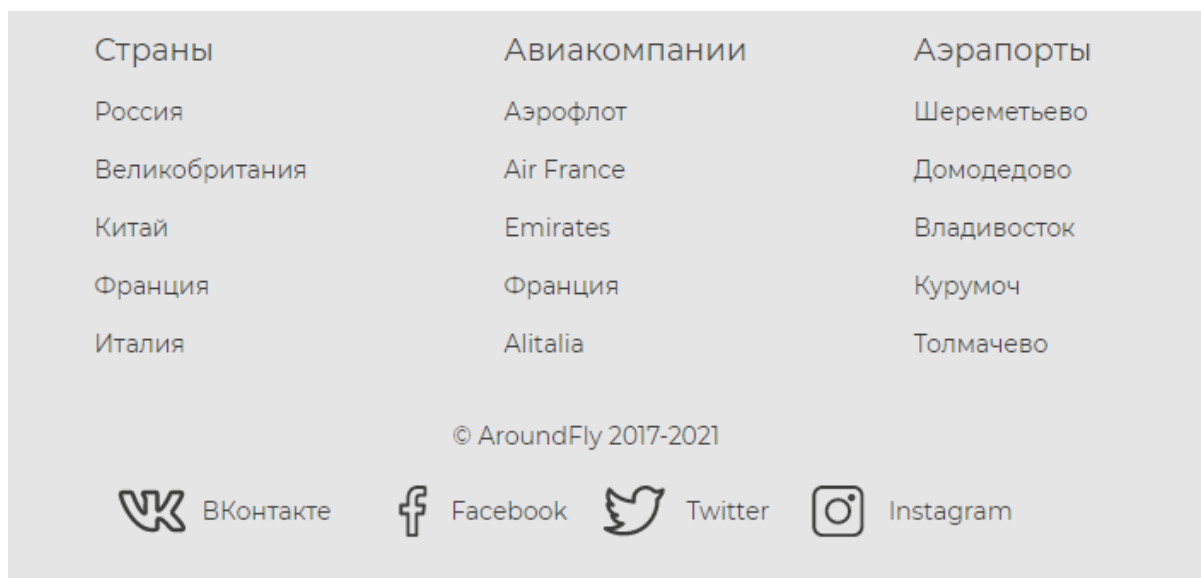 Страны Авиакомпании Аэрапорты
Россия Аэрофлот Шереметьево
Великобритания Air France Домодедово
Китай Emirates Владивосток
Франция Франция Курумоч
Италия Alitalia Толмачево
© AroundFly 2017-2021
ВКонтакте Facebook Twitter Instagram